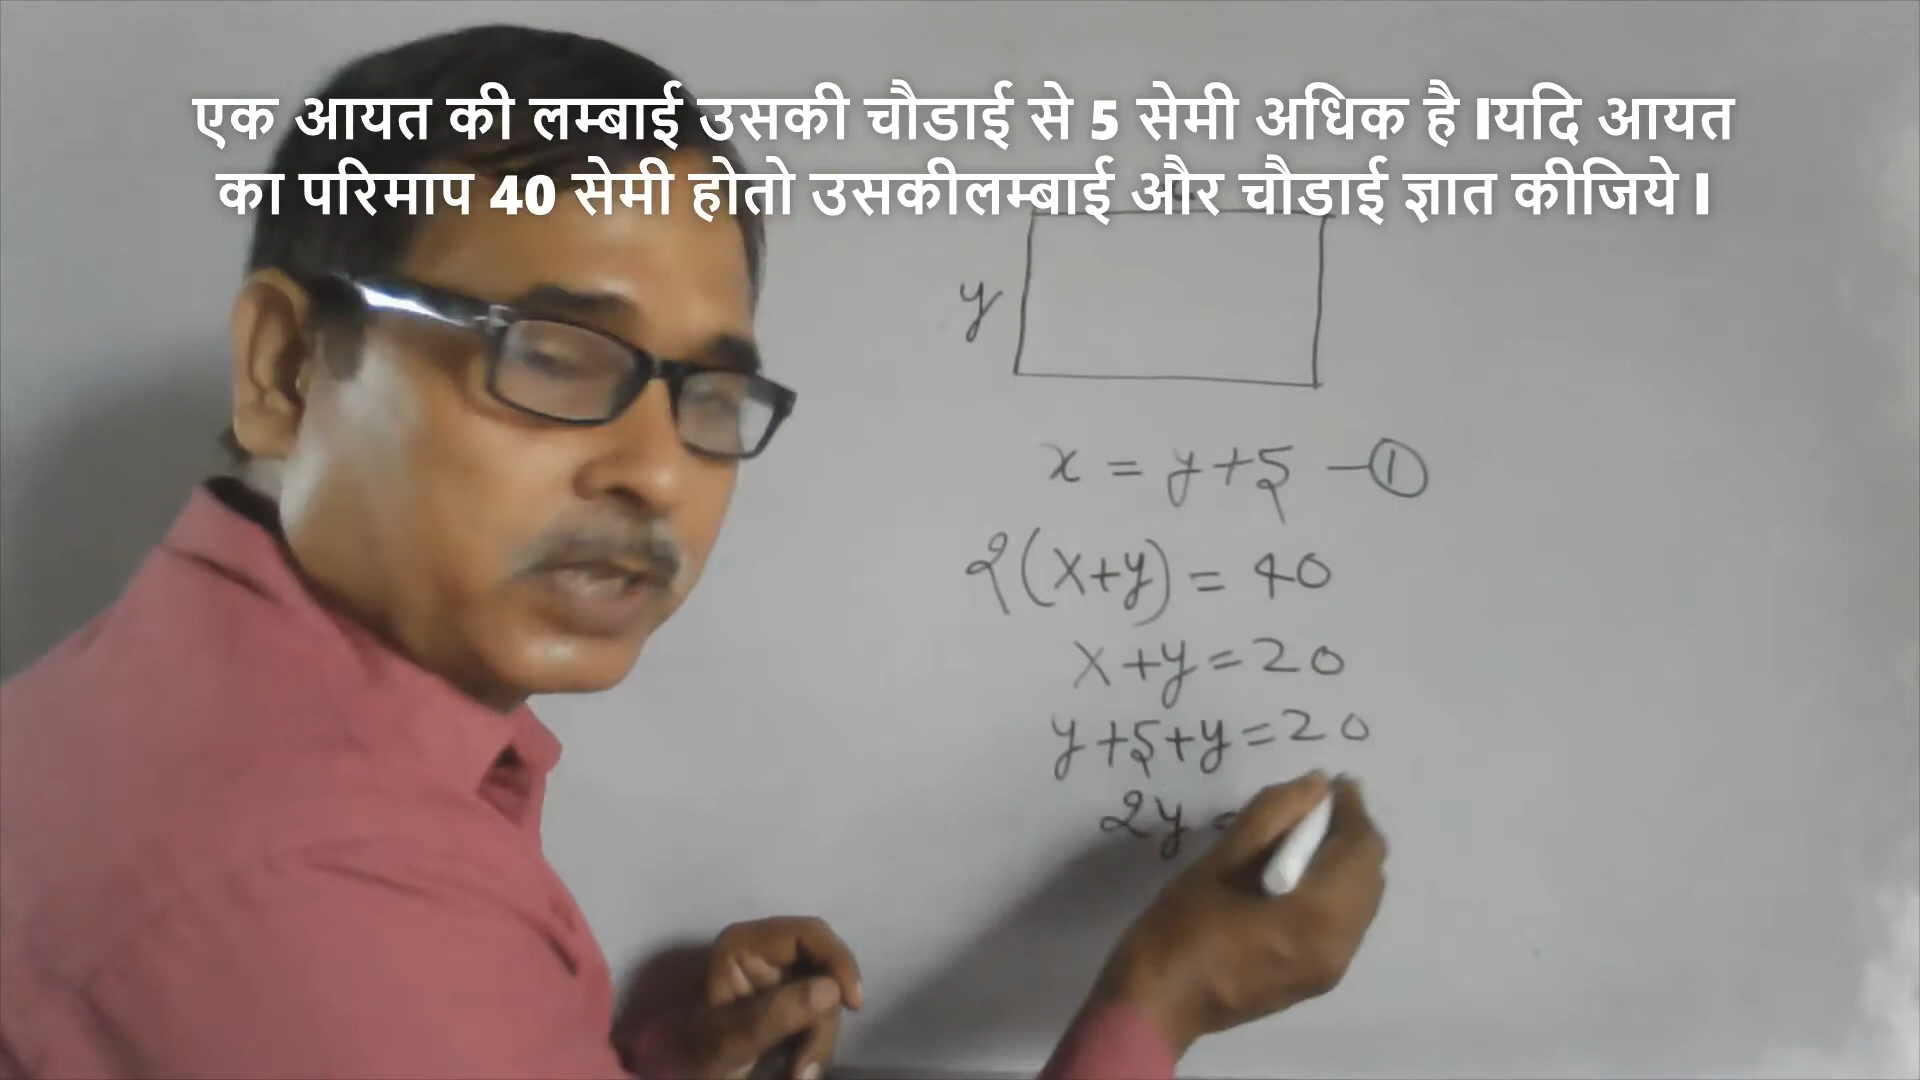 एक आयत की लम्बाई उसकी चौडाई से 5 सेमी अधिक है lयदि आयत
का परिमाप 40 सेमी होतो उसकीलम्बाई और चौडाई ज्ञात कीजिये l
y
x = y+5 —①
2(x+y) = 40
x+y=20
y+5+y=20
2y =